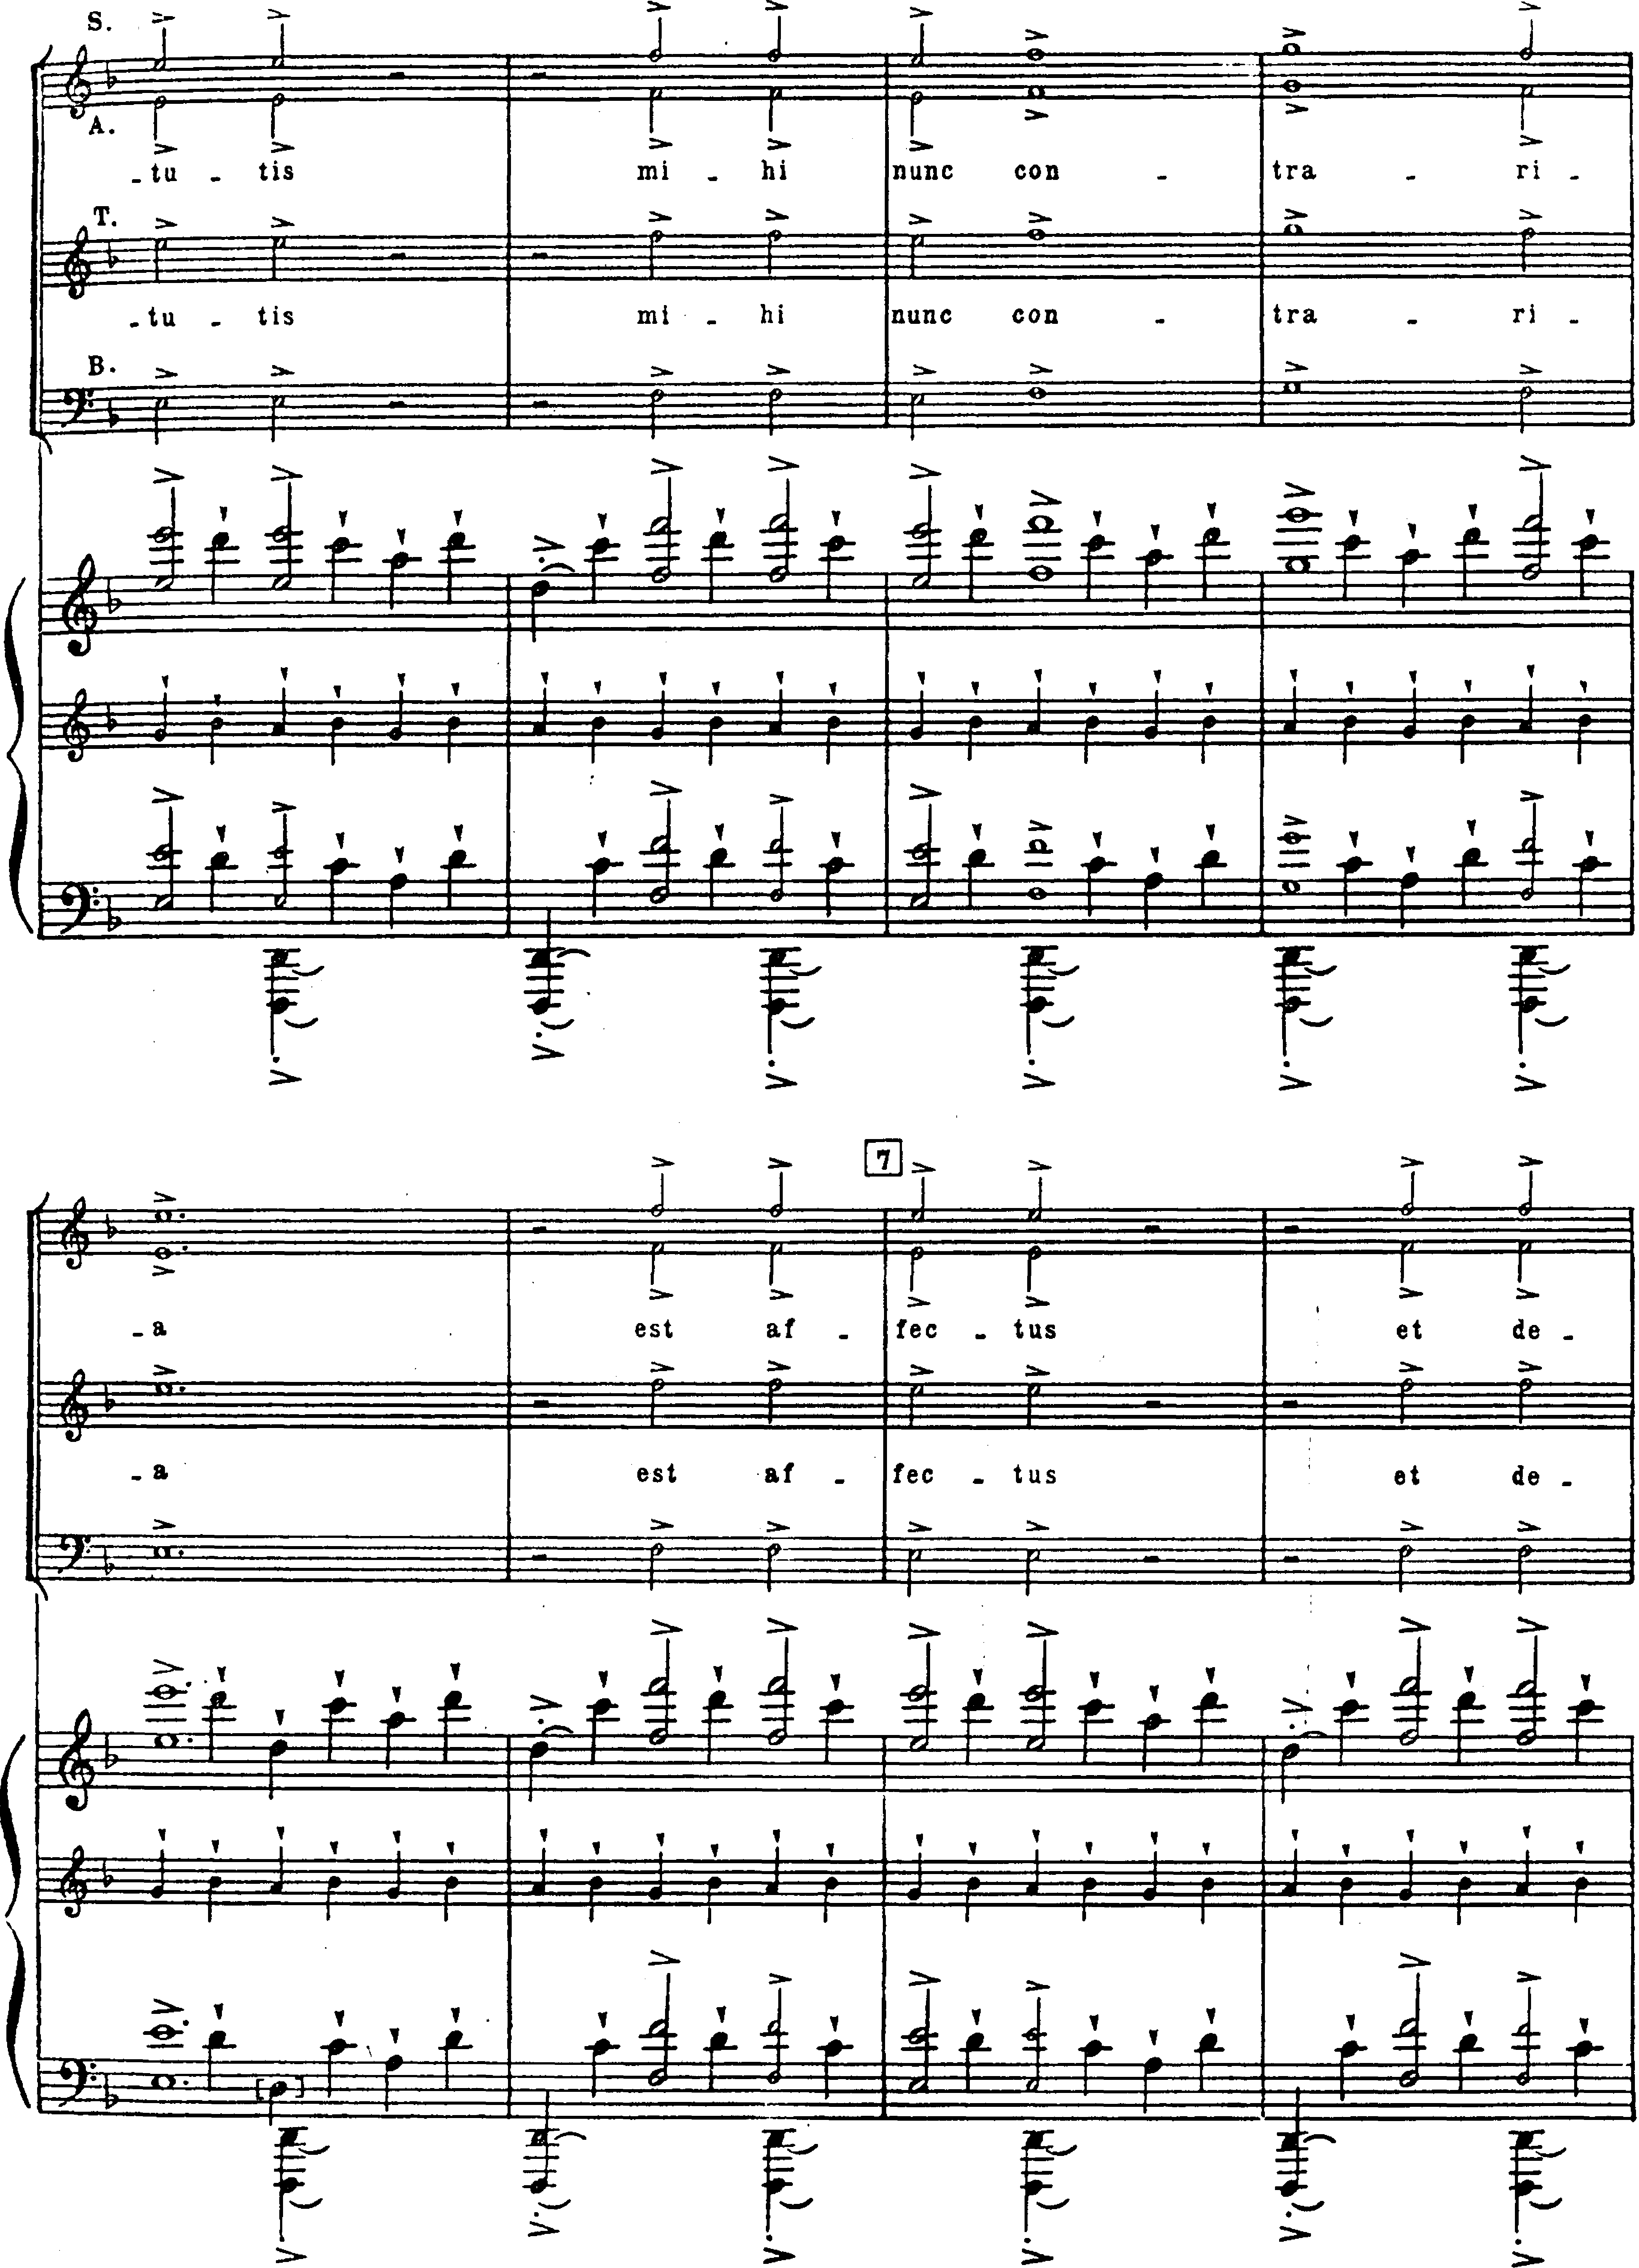 S.
A.
-tu - tis mi - hi nunc con - tra - ri -
T.
-tu - tis mi - hi nunc con - tra - ri -
B.
7
-a est af - fec - tus et de -
-a est af - fec - tus et de -